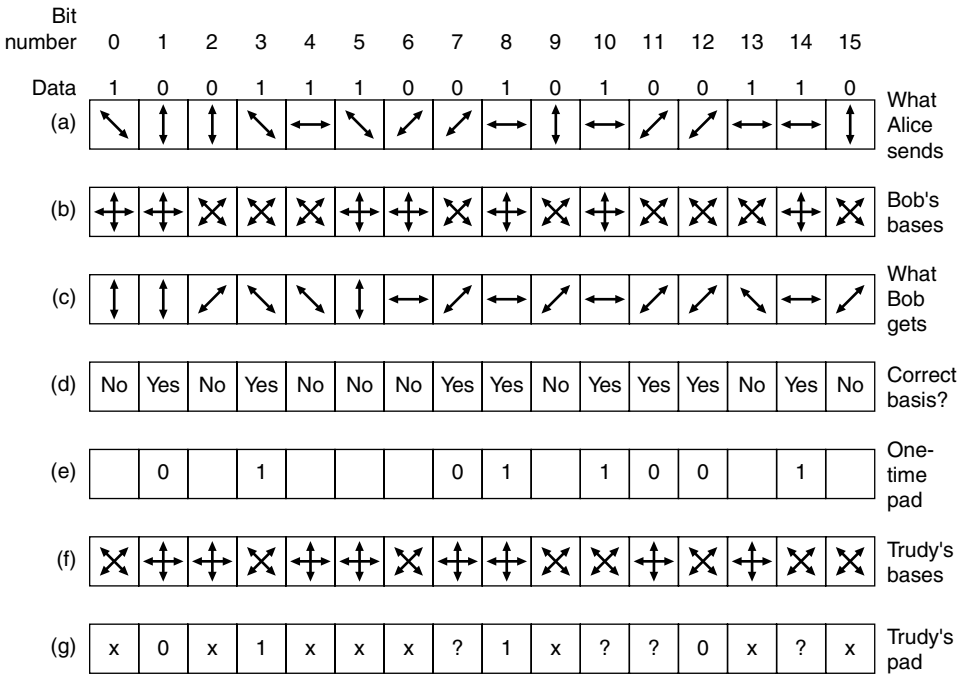 Bit
number 0 1 2 3 4 5 6 7 8 9 10 11 12 13 14 15
Data 1 0 0 1 1 1 0 0 1 0 1 0 0 1 1 0
(a) What
Alice
sends
(b) Bob's
bases
(c) What
Bob
gets
(d) No Yes No Yes No No No Yes Yes No Yes Yes Yes No Yes No Correct
basis?
(e) 0 1 0 1 1 0 0 1 One-
time
pad
(f) Trudy's
bases
(g) x 0 x 1 x x x ? 1 x ? ? 0 x ? x Trudy's
pad